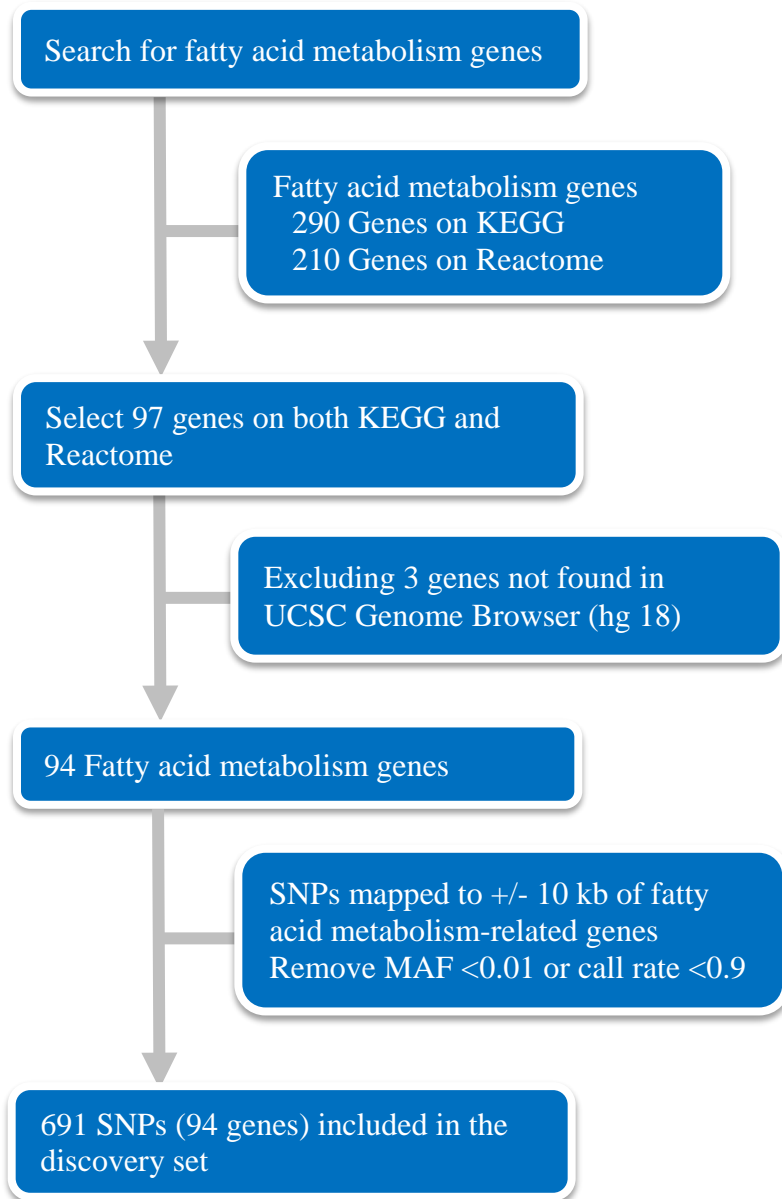 Search for fatty acid metabolism genes
Fatty acid metabolism genes
290 Genes on KEGG
210 Genes on Reactome
Select 97 genes on both KEGG and
Reactome
Excluding 3 genes not found in
UCSC Genome Browser (hg 18)
94 Fatty acid metabolism genes
SNPs mapped to +/- 10 kb of fatty
acid metabolism-related genes
Remove MAF <0.01 or call rate <0.9
691 SNPs (94 genes) included in the
discovery set